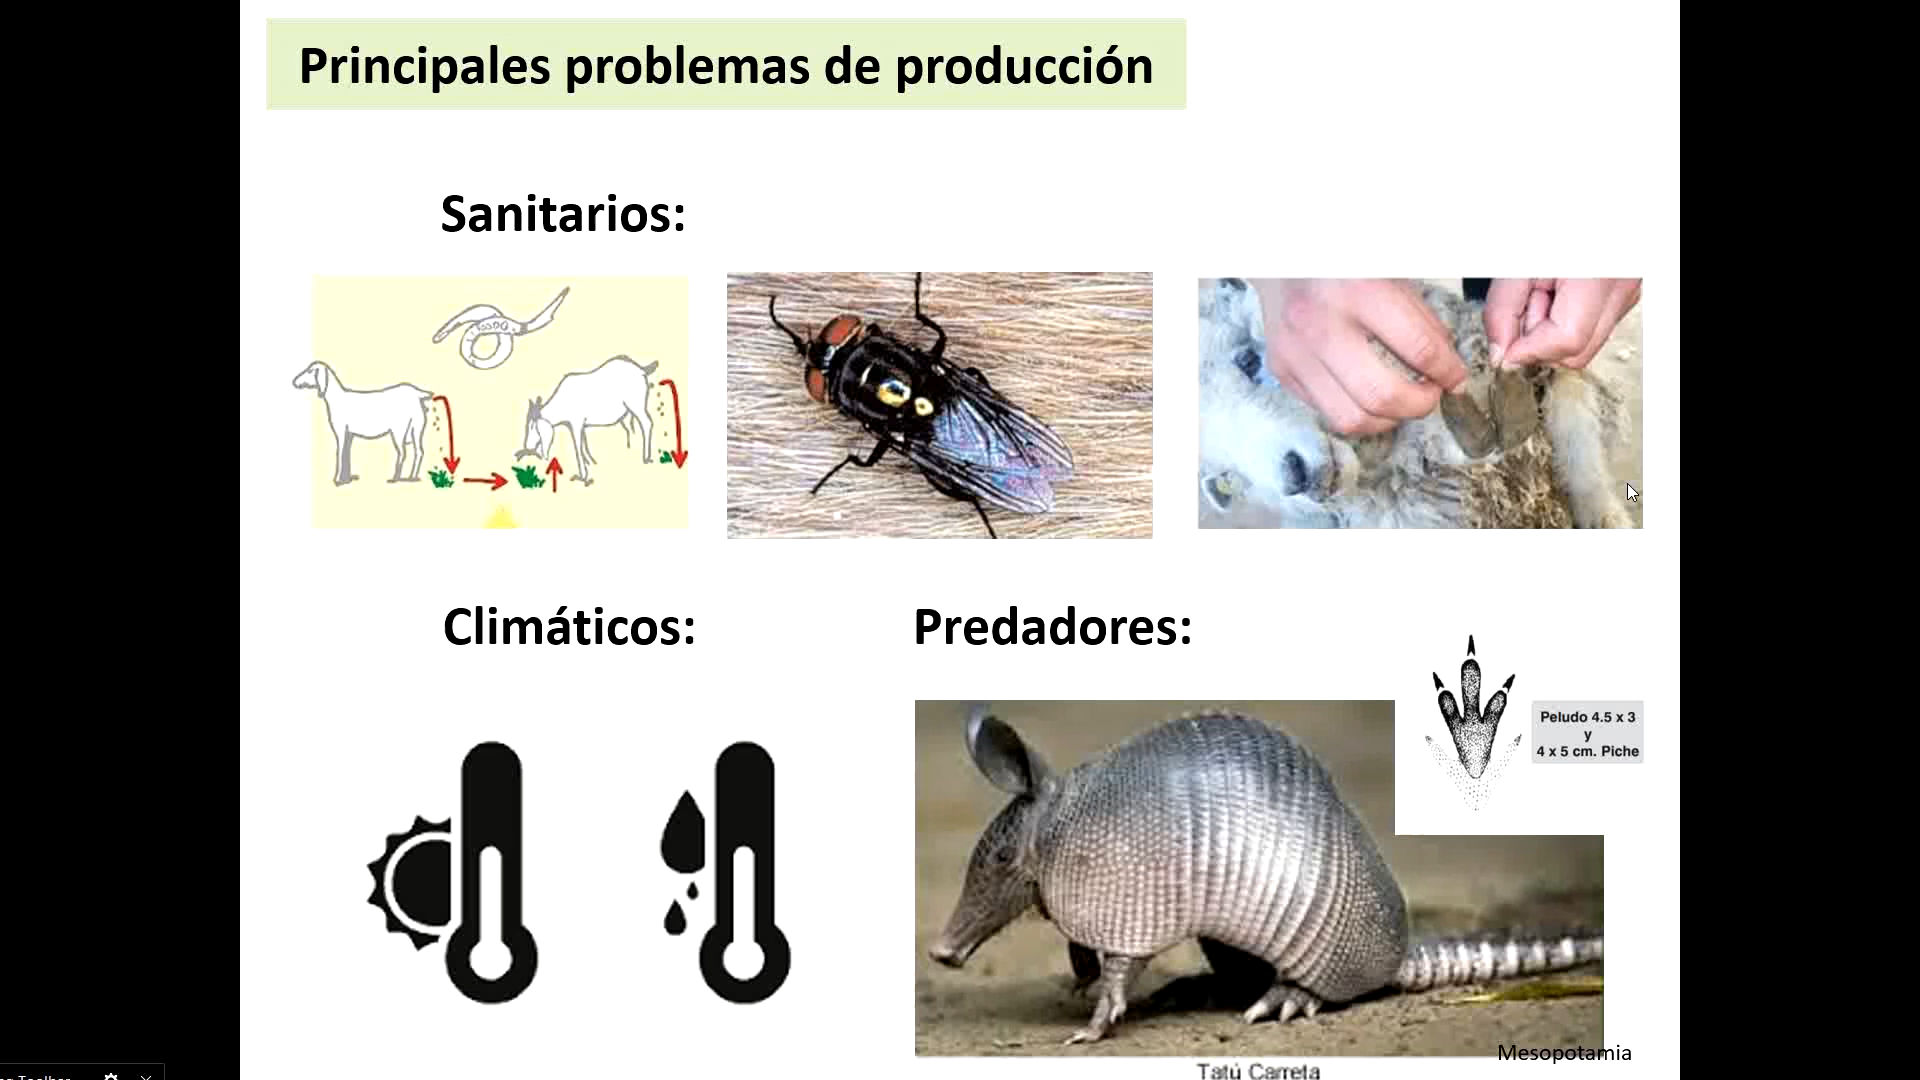 Principales problemas de producción
Sanitarios:
Climáticos:
Predadores:
Peludo 4.5 x 3
y
4 x 5 cm. Piche
Mesopotamia
Tatú Carreta